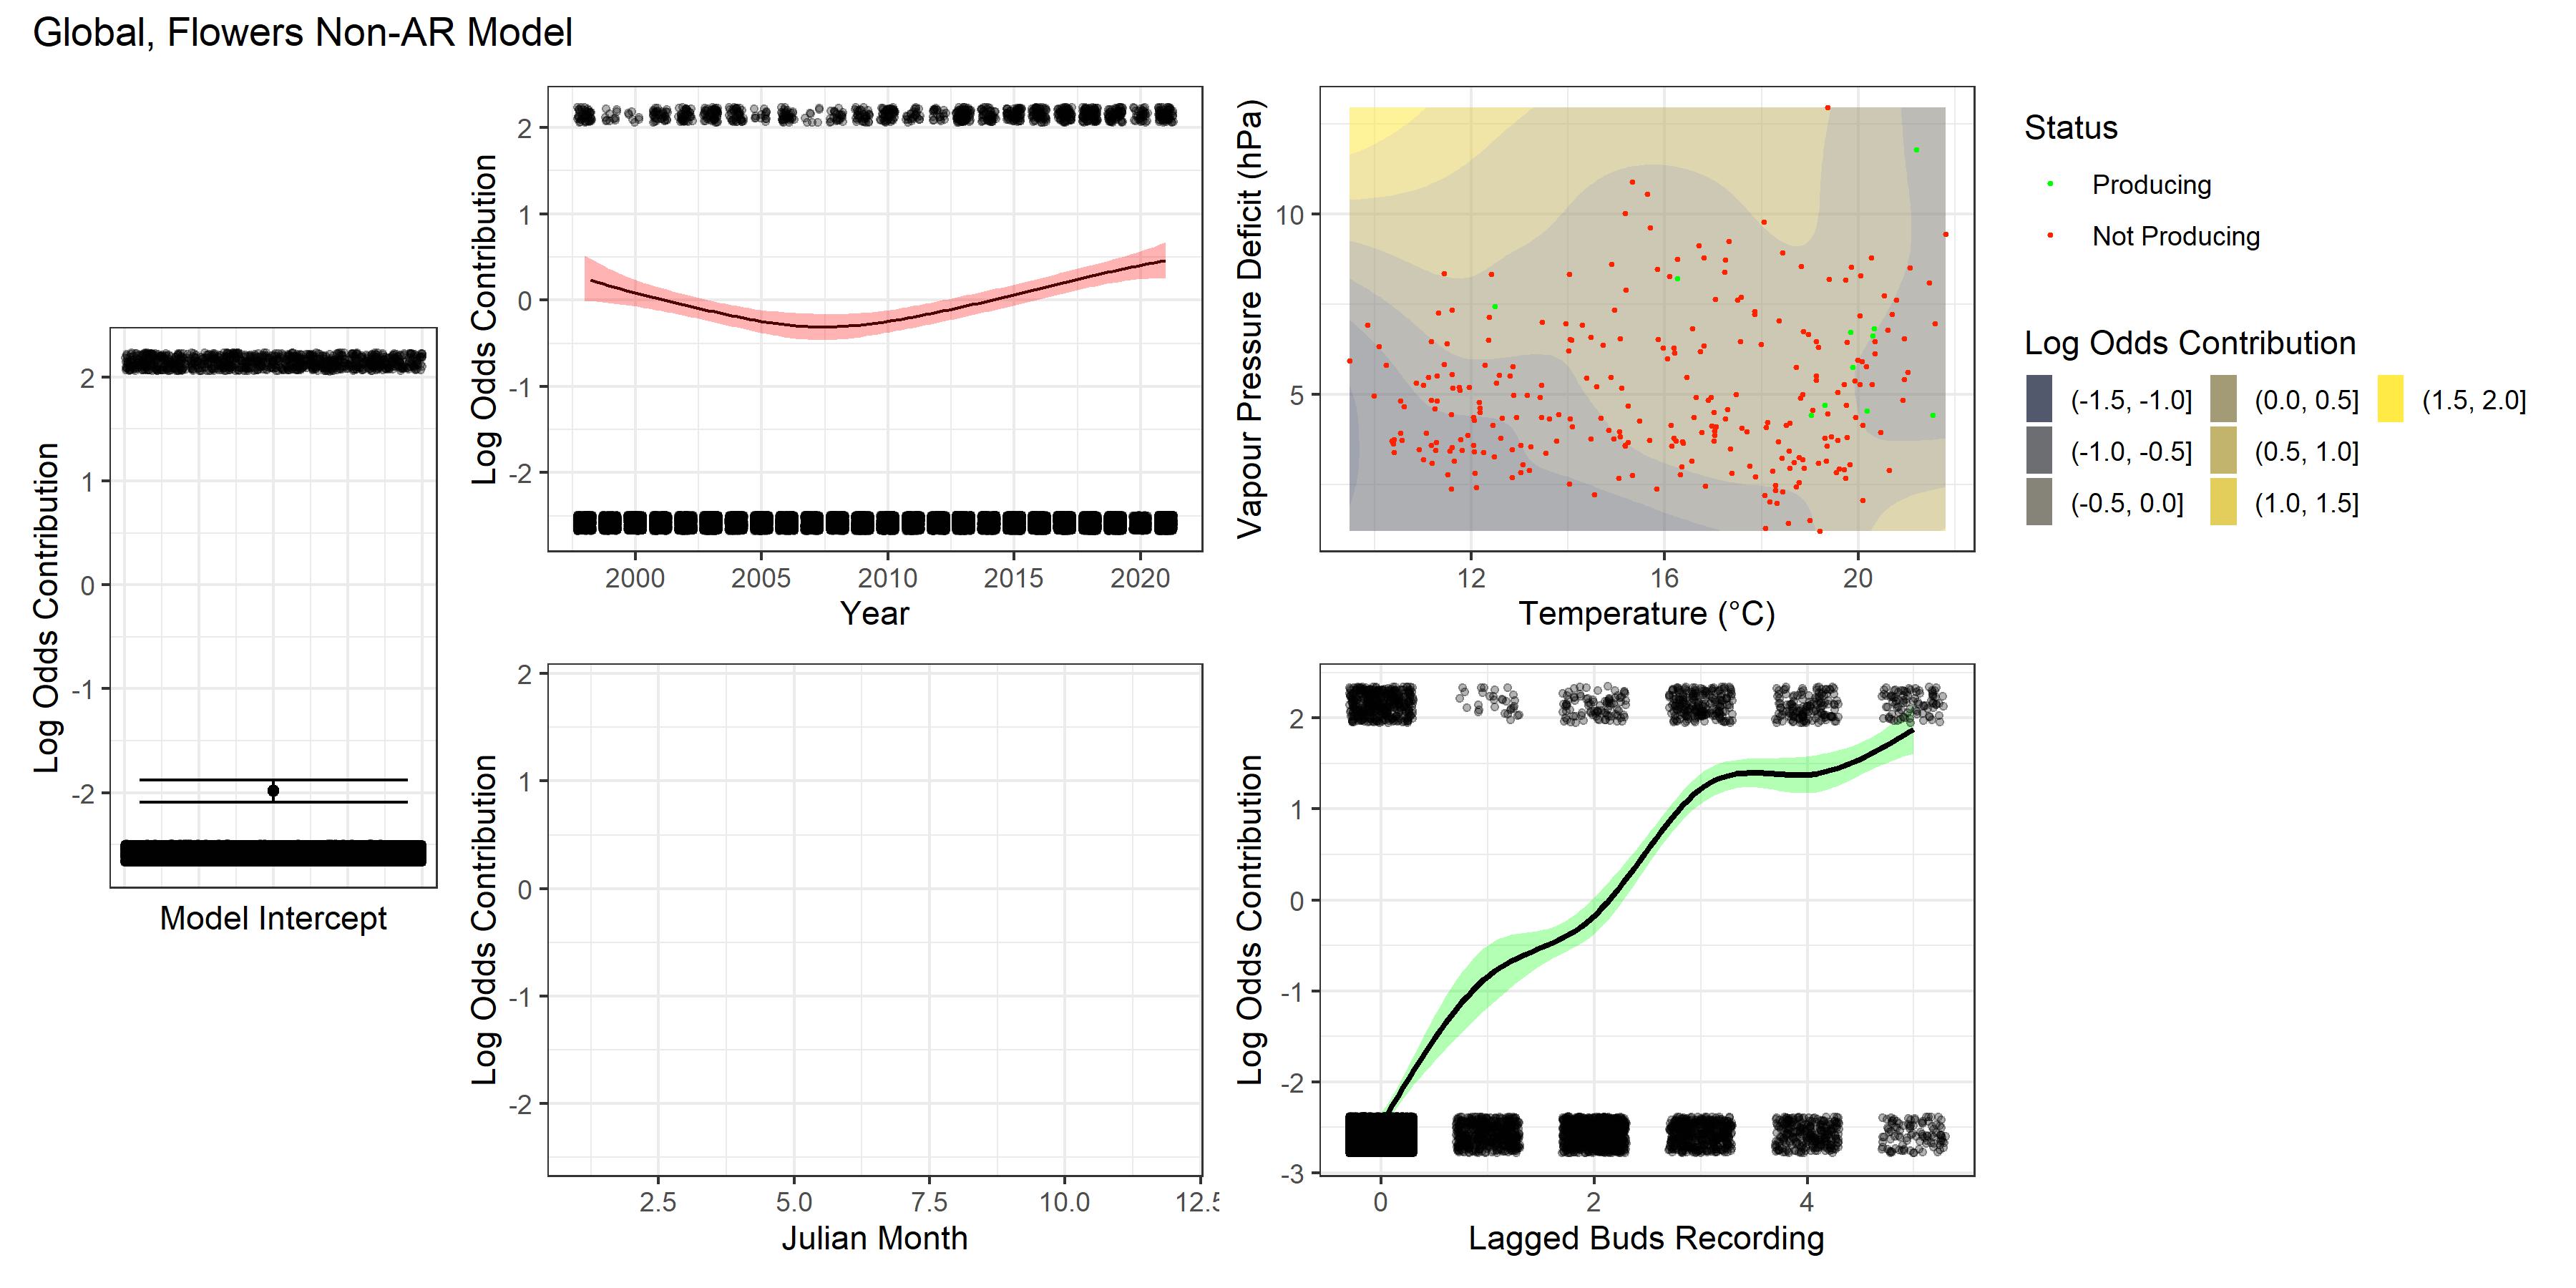 Global, Flowers Non-AR Model
Log Odds Contribution
2
1
0
-1
-2
Model Intercept
Log Odds Contribution
2
1
0
-1
-2
2000 2005 2010 2015 2020
Year
Vapour Pressure Deficit (hPa)
10
5
12 16 20
Temperature (°C)
Status
Producing
Not Producing
Log Odds Contribution
(-1.5, -1.0] (0.0, 0.5] (1.5, 2.0]
(-1.0, -0.5] (0.5, 1.0]
(-0.5, 0.0] (1.0, 1.5]
Log Odds Contribution
2
1
0
-1
-2
2.5 5.0 7.5 10.0
Julian Month
Log Odds Contribution
2
1
0
-1
-2
-3
0 2 4
Lagged Buds Recording